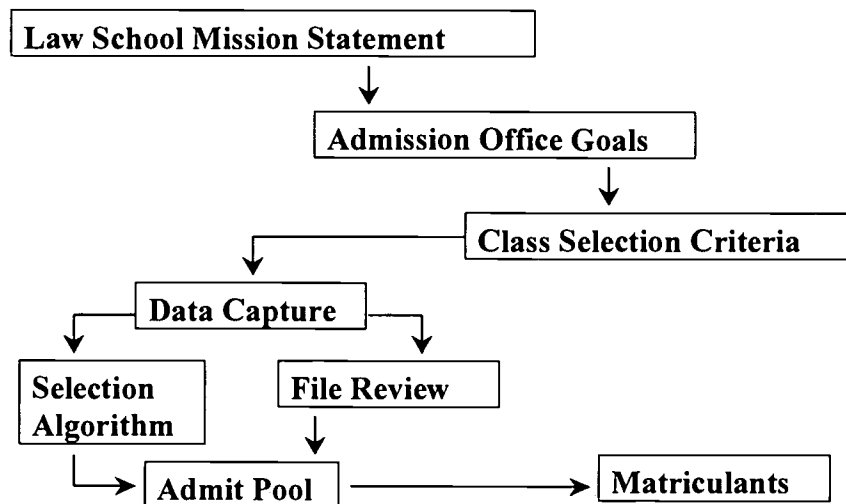 Law School Mission Statement
Admission Office Goals
Class Selection Criteria
Data Capture
Selection
Algorithm
File Review
Admit Pool
Matriculants